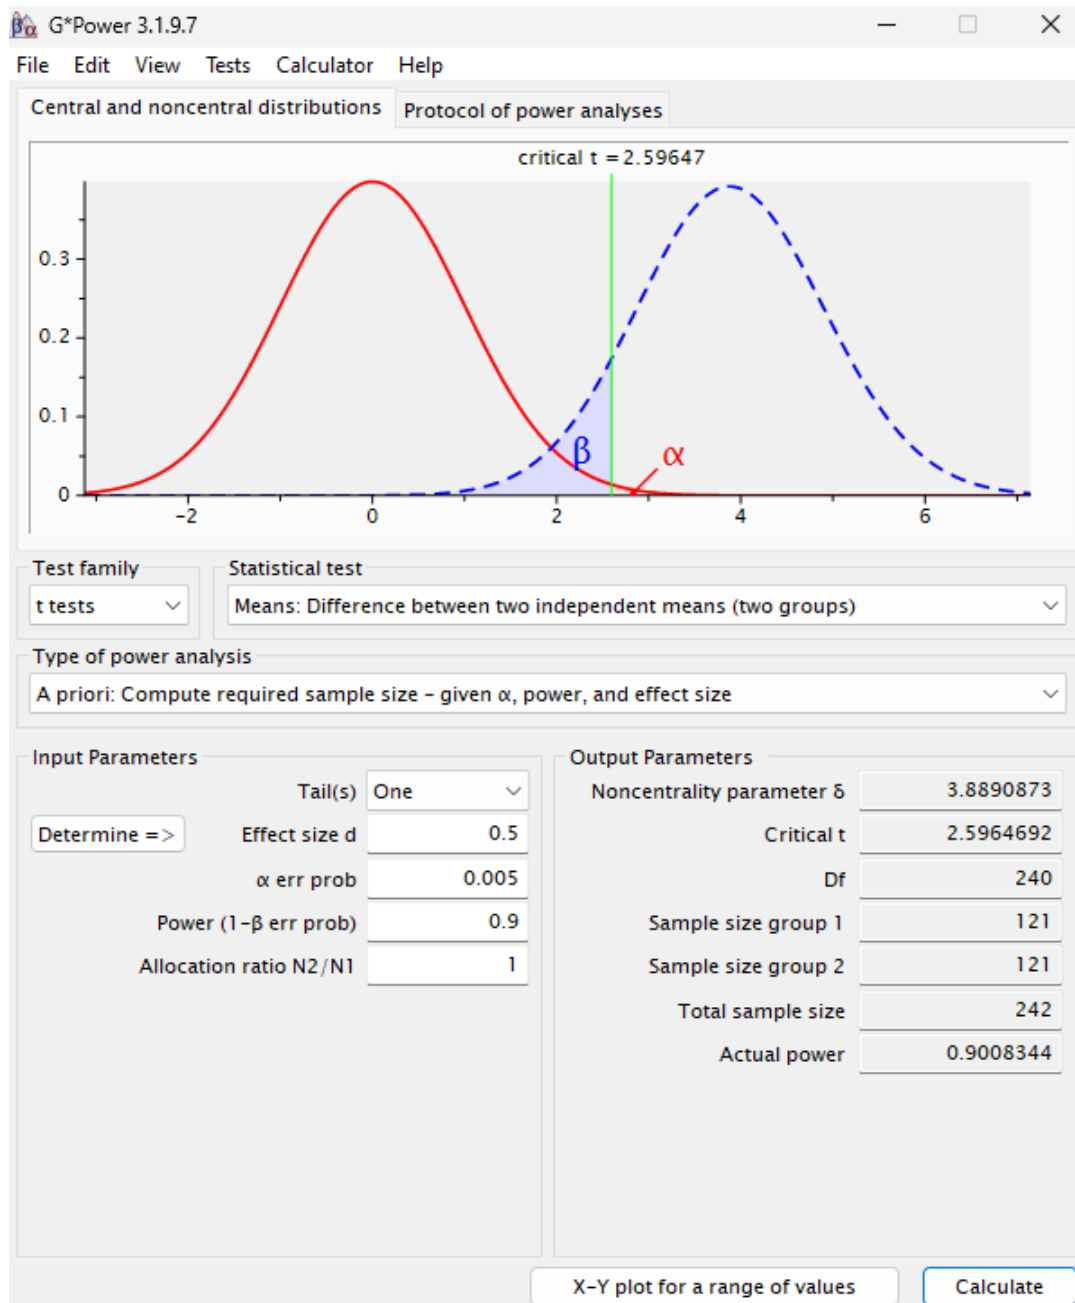 G*Power 3.1.9.7
File Edit View Tests Calculator Help
Central and noncentral distributions Protocol of power analyses
critical t = 2.59647
0.3
0.2
0.1
β α
0
-2 0 2 4 6
Test family Statistical test
t tests Means: Difference between two independent means (two groups)
Type of power analysis
A priori: Compute required sample size - given α, power, and effect size
Input Parameters Output Parameters
Tail(s) One Noncentrality parameter δ 3.8890873
Determine => Effect size d 0.5 Critical t 2.5964692
α err prob 0.005 Df 240
Power (1-β err prob) 0.9 Sample size group 1 121
Allocation ratio N2/N1 1 Sample size group 2 121
Total sample size 242
Actual power 0.9008344
X-Y plot for a range of values Calculate